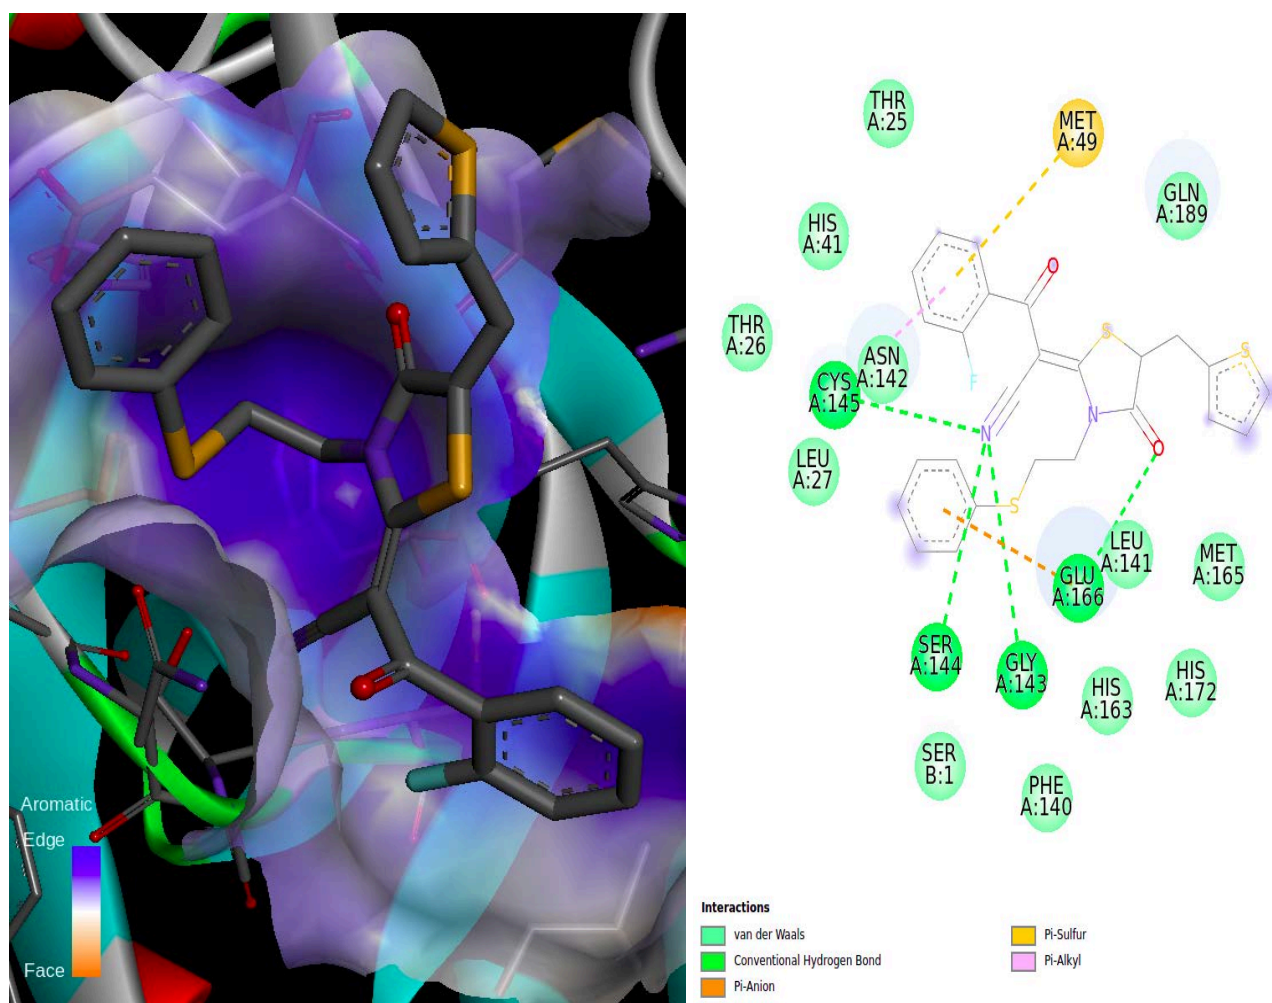 Aromatic
Edge
Face
THR
A:25
MET
A:49
GLN
A:189
HIS
A:41
O
THR
A:26
ASN
A:142
S
S
CYS
A:145
F
N
N
O
LEU
A:27
S
LEU
A:141
MET
A:165
GLU
A:166
SER
A:144
GLY
A:143
HIS
A:163
HIS
A:172
SER
B:1
PHE
A:140
Interactions
van der Waals
Conventional Hydrogen Bond
Pi-Anion
Pi-Sulfur
Pi-Alkyl